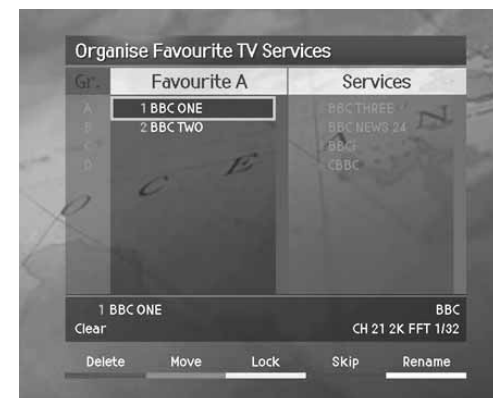 Organise Favourite TV Services
Gr. Favourite A Services
A 1 BBC ONE BBC THREE
B 2 BBC TWO BBC NEWS 24
C BBCi
D CBBC
O C E A N
1 BBC ONE BBC
Clear CH 21 2K FFT 1/32
Delete Move Lock Skip Rename